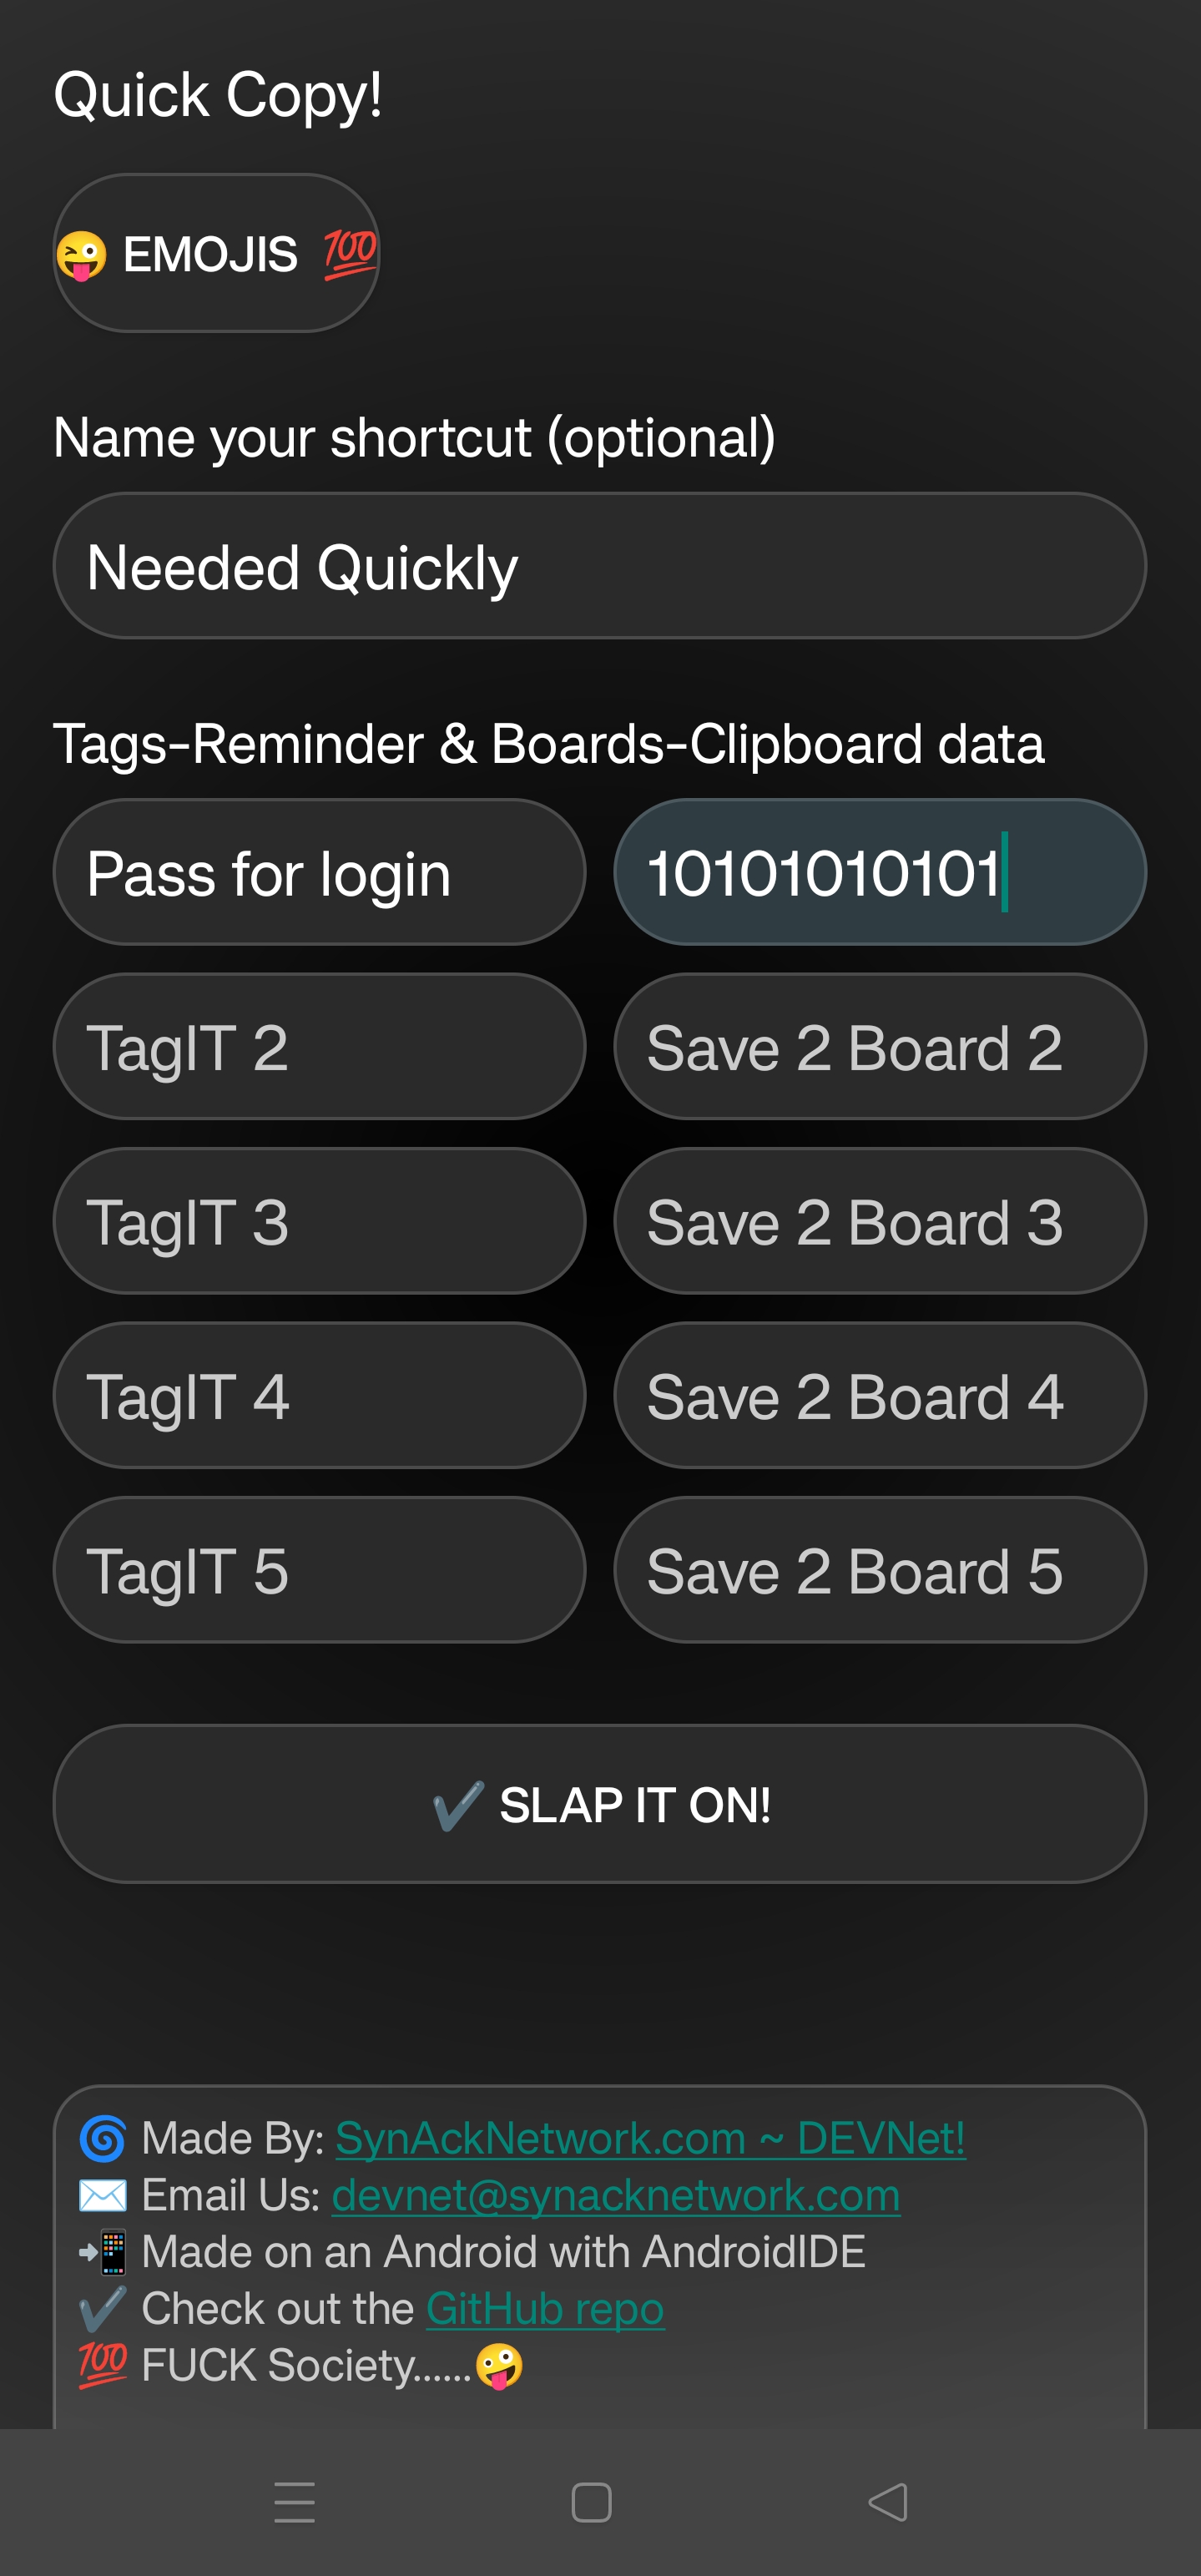 Quick Copy!
😜 EMOJIS 💯
Name your shortcut (optional)
Needed Quickly
Tags-Reminder & Boards-Clipboard data
Pass for login
10101010101
TagIT 2
Save 2 Board 2
TagIT 3
Save 2 Board 3
TagIT 4
Save 2 Board 4
TagIT 5
Save 2 Board 5
✔️ SLAP IT ON!
🌀 Made By: SynAckNetwork.com ~ DEVNet!
✉️ Email Us: devnet@synacknetwork.com
📲 Made on an Android with AndroidIDE
✔️ Check out the GitHub repo
💯 FUCK Society......🤪